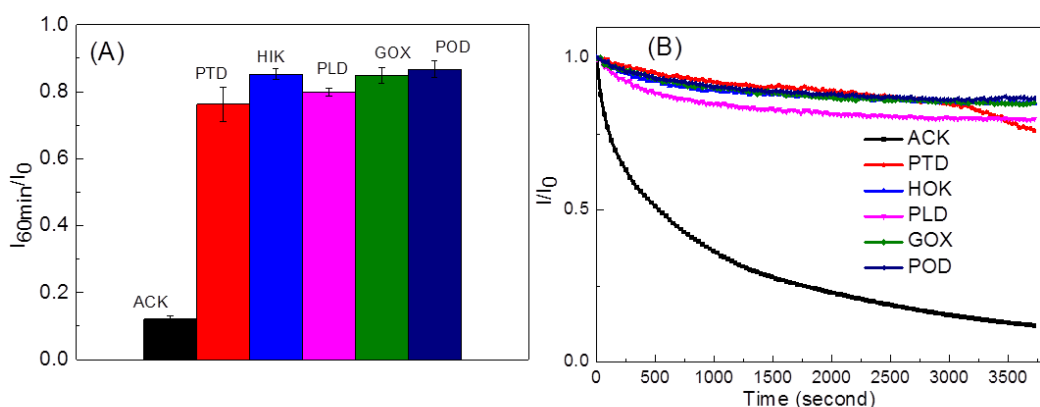 (A)
I60min/I0
1.0
0.8
0.6
0.4
0.2
0.0
ACK
PTD
HIK
PLD
GOX
POD
(B)
I/I0
1.0
0.5
0.0
ACK
PTD
HOK
PLD
GOX
POD
0 500 1000 1500 2000 2500 3000 3500
Time (second)